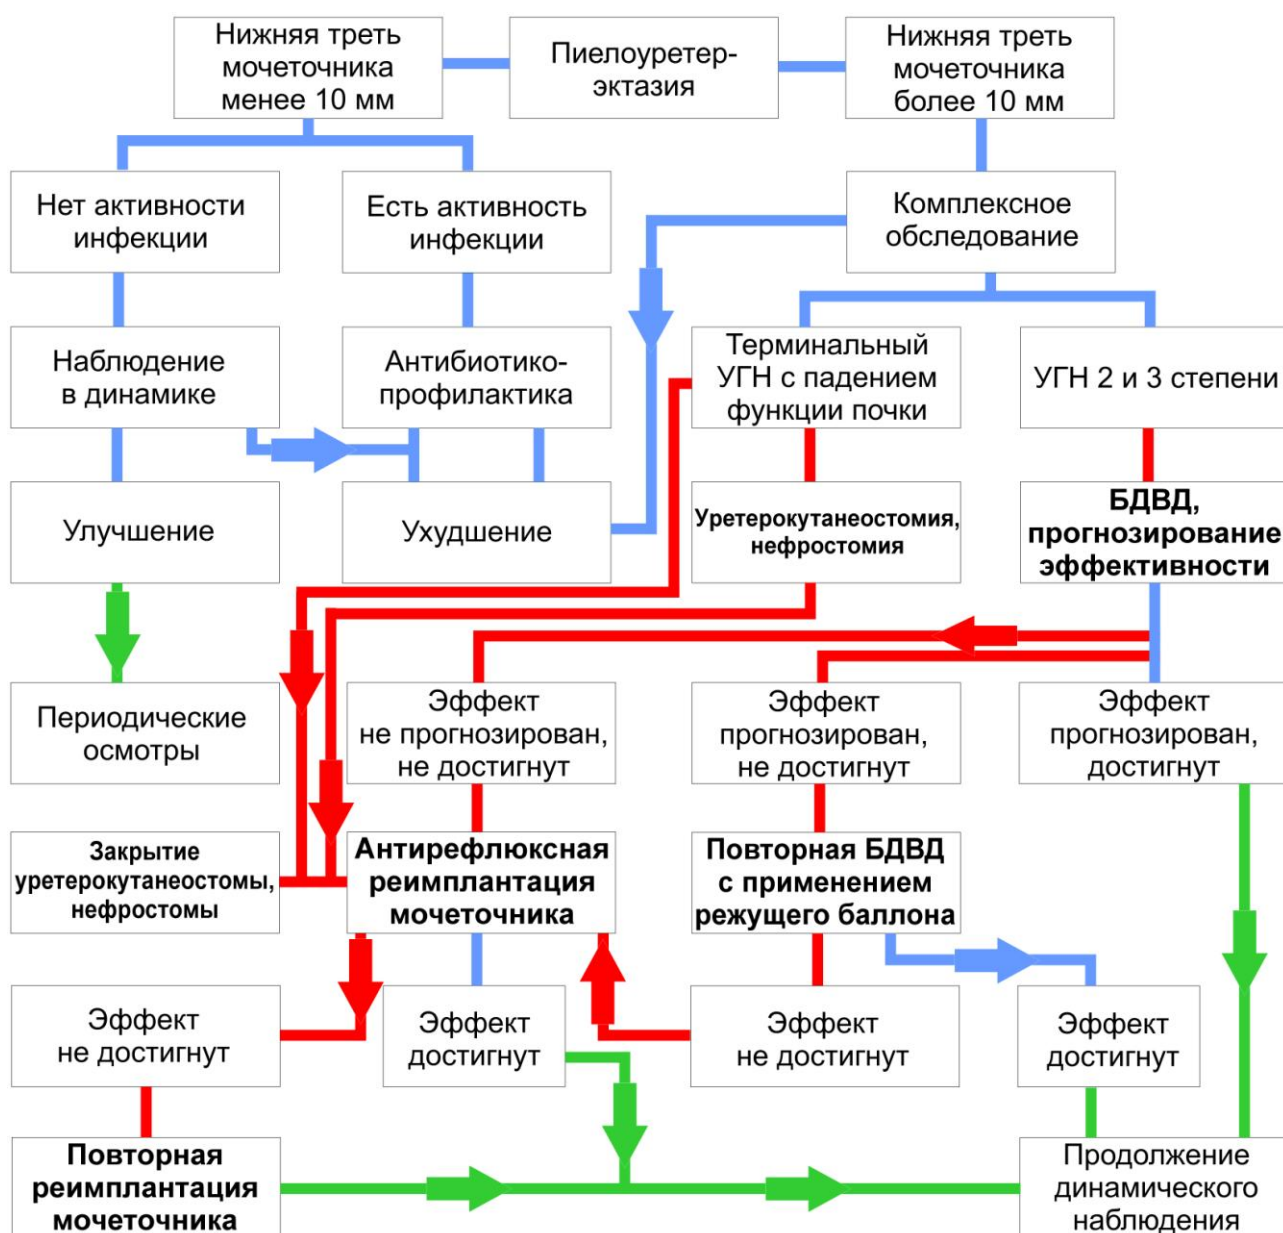 Нижняя треть
мочеточника
менее 10 мм
Пиелоуретер-
эктазия
Нижняя треть
мочеточника
более 10 мм
Нет активности
инфекции
Есть активность
инфекции
Комплексное
обследование
Наблюдение
в динамике
Антибиотико-
профилактика
Терминальный
УГН с падением
функции почки
УГН 2 и 3 степени
Улучшение
Ухудшение
Уретерокутанеостомия,
нефростомия
БДВД,
прогнозирование
эффективности
Периодические
осмотры
Эффект
не прогнозирован,
не достигнут
Эффект
прогнозирован,
не достигнут
Эффект
прогнозирован,
достигнут
Закрытие
уретерокутанеостомы,
нефростомы
Антирефлюксная
реимплантация
мочеточника
Повторная БДВД
с применением
режущего баллона
Эффект
не достигнут
Эффект
достигнут
Эффект
не достигнут
Эффект
достигнут
Повторная
реимплантация
мочеточника
Продолжение
динамического
наблюдения